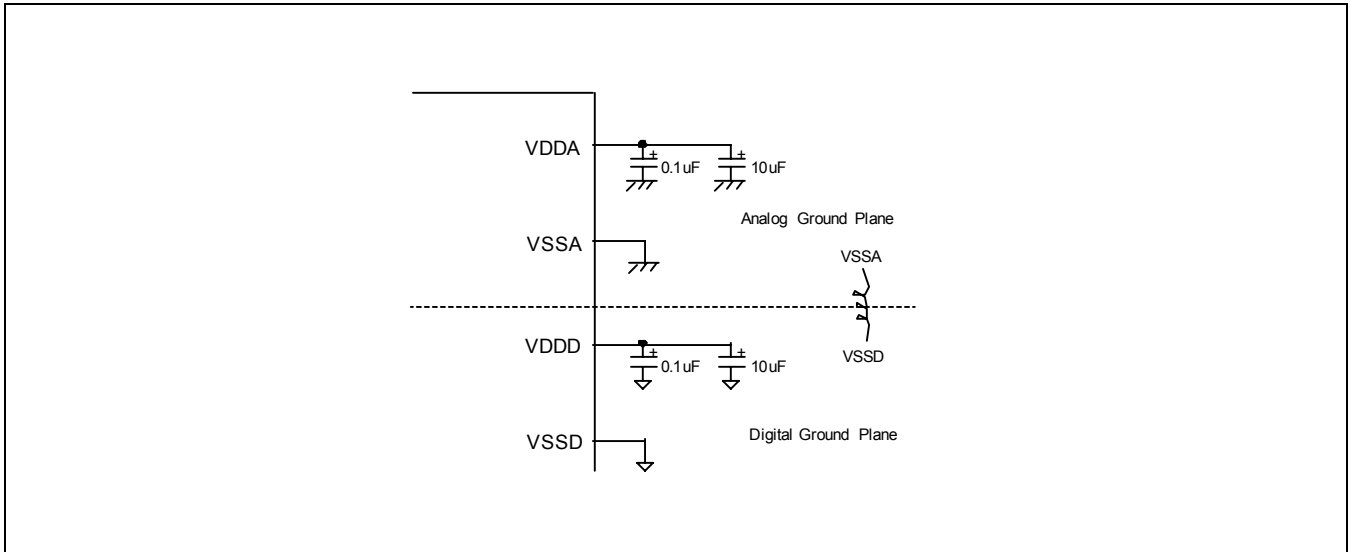 VDDA
+
0.1uF
+
10uF
Analog Ground Plane
VSSA
VSSA
VDDD
+
0.1uF
+
10uF
VSSD
VSSD
Digital Ground Plane